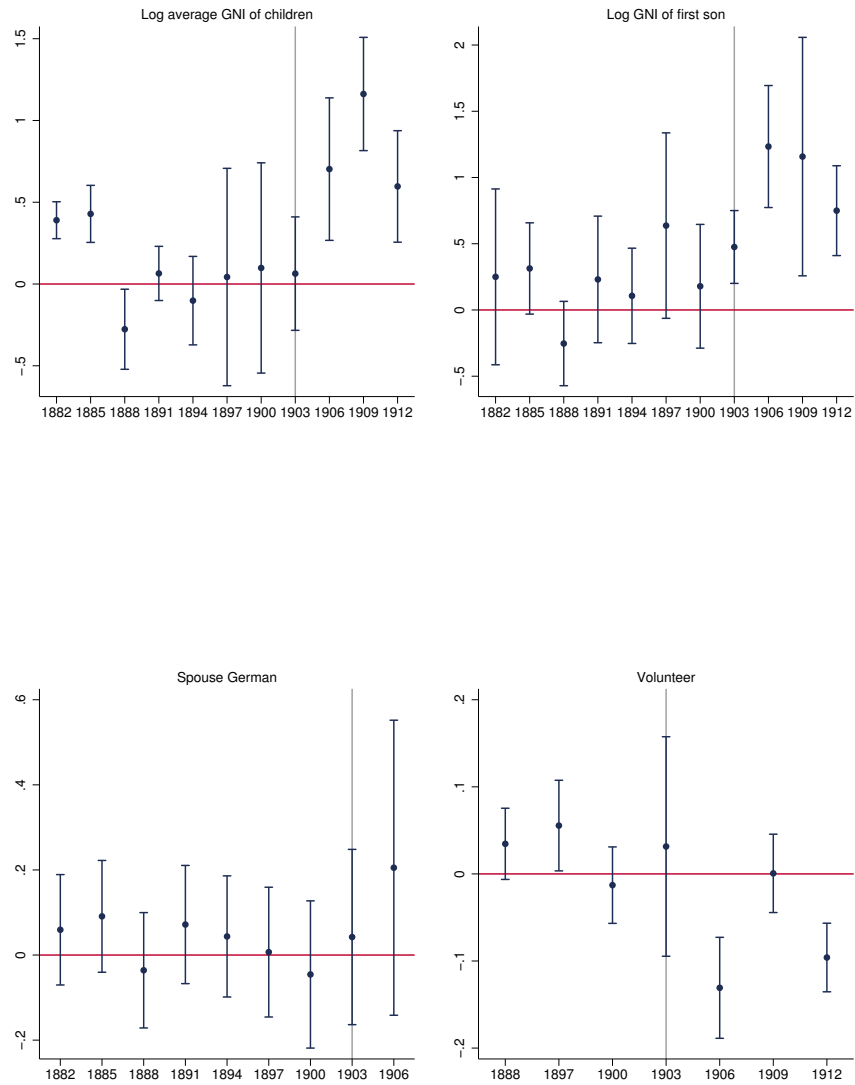 Log average GNI of children
1.5
1
.5
0
−.5
1882 1885 1888 1891 1894 1897 1900 1903 1906 1909 1912
Log GNI of first son
2
1.5
1
.5
0
−.5
1882 1885 1888 1891 1894 1897 1900 1903 1906 1909 1912
Spouse German
.6
.4
.2
0
−.2
1882 1885 1888 1891 1894 1897 1900 1903 1906
Volunteer
.2
.1
0
−.1
−.2
1888 1897 1900 1903 1906 1909 1912